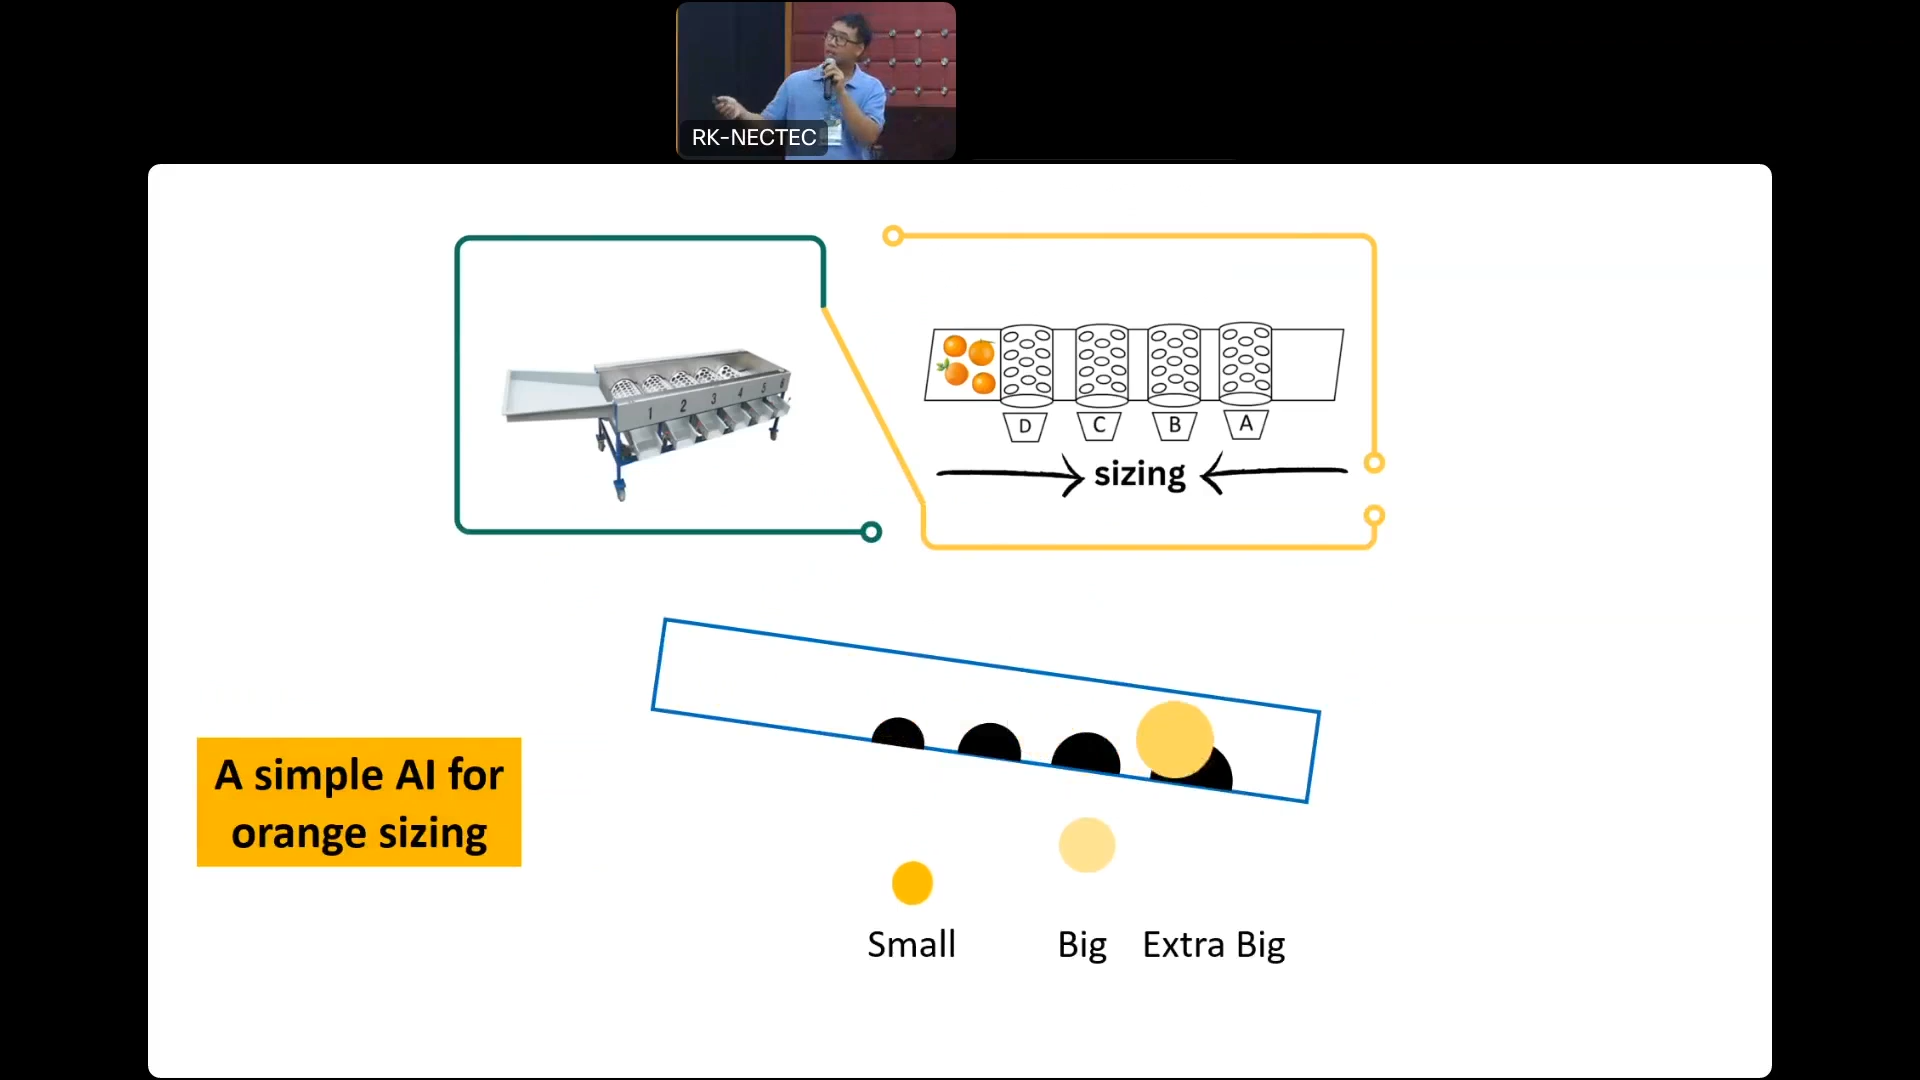 RK-NECTEC
1 2 3 4 5 6
D C B A
sizing
A simple AI for
orange sizing
Small Big Extra Big